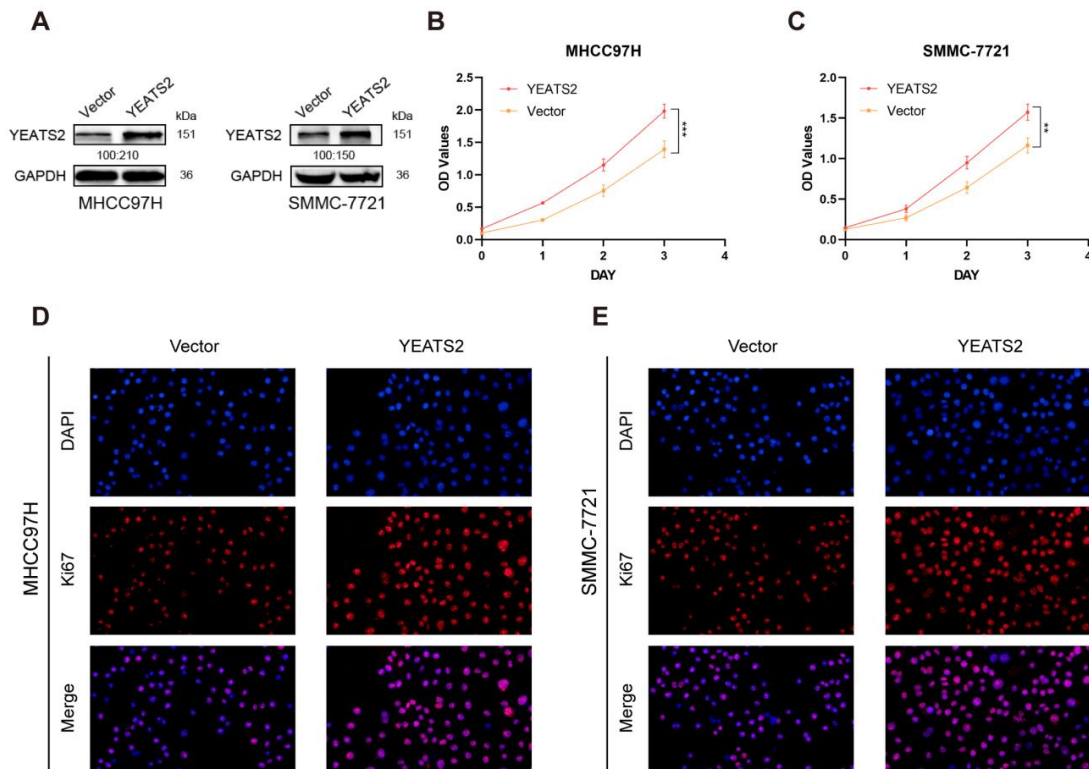 A
Vector
YEATS2
kDa
YEATS2
151
100:210
GAPDH
36
MHCC97H
Vector
YEATS2
kDa
YEATS2
151
100:150
GAPDH
36
SMMC-7721
B
MHCC97H
YEATS2
Vector
OD Values
2.5
2.0
1.5
1.0
0.5
0.0
0 1 2 3 4
DAY
***
C
SMMC-7721
YEATS2
Vector
OD Values
2.0
1.5
1.0
0.5
0.0
0 1 2 3 4
DAY
**
D
Vector YEATS2
MHCC97H
DAPI
Ki67
Merge
E
Vector YEATS2
SMMC-7721
DAPI
Ki67
Merge